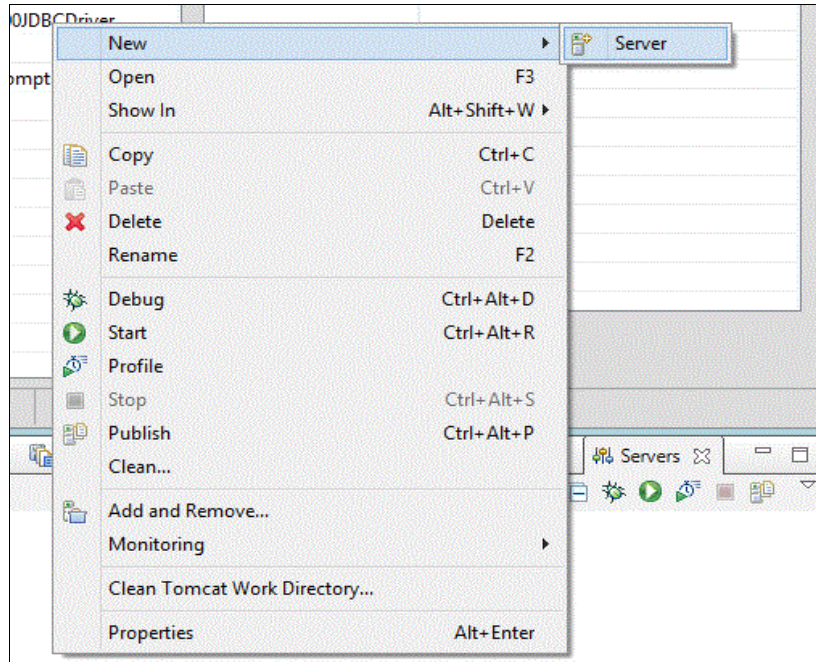 00JDBCDriver
New
Server
ompt
Open F3
Show In Alt+Shift+W
Copy Ctrl+C
Paste Ctrl+V
Delete Delete
Rename F2
Debug Ctrl+Alt+D
Start Ctrl+Alt+R
Profile
Stop Ctrl+Alt+S
Publish Ctrl+Alt+P
Servers
Clean...
Add and Remove...
Monitoring
Clean Tomcat Work Directory...
Properties Alt+Enter